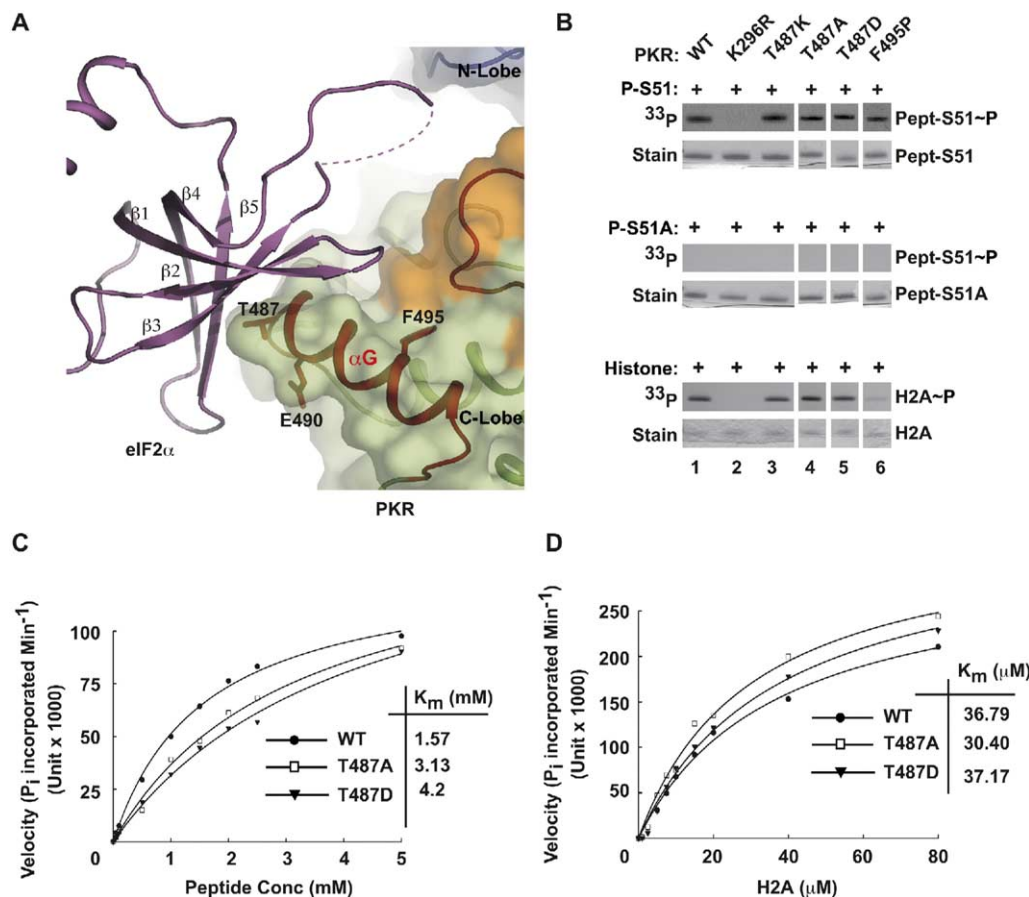 A
N-Lobe
β1
β4
β5
β2
β3
T487
F495
αG
E490
C-Lobe
eIF2α
PKR
B
PKR: WT K296R T487K T487A T487D F495P
P-S51: + + + + + +
33P Pept-S51~P
Stain Pept-S51
P-S51A: + + + + + +
33P Pept-S51~P
Stain Pept-S51A
Histone: + + + + + +
33P H2A~P
Stain H2A
1 2 3 4 5 6
C
Velocity (Pi incorporated Min-1)
(Unit x 1000)
100
75
50
25
0
1 2 3 4 5
Peptide Conc (mM)
Km (mM)
WT 1.57
T487A 3.13
T487D 4.2
D
Velocity (Pi incorporated Min-1)
(Unit x 1000)
250
200
150
100
50
0
0 20 40 60 80
H2A (μM)
Km (μM)
WT 36.79
T487A 30.40
T487D 37.17